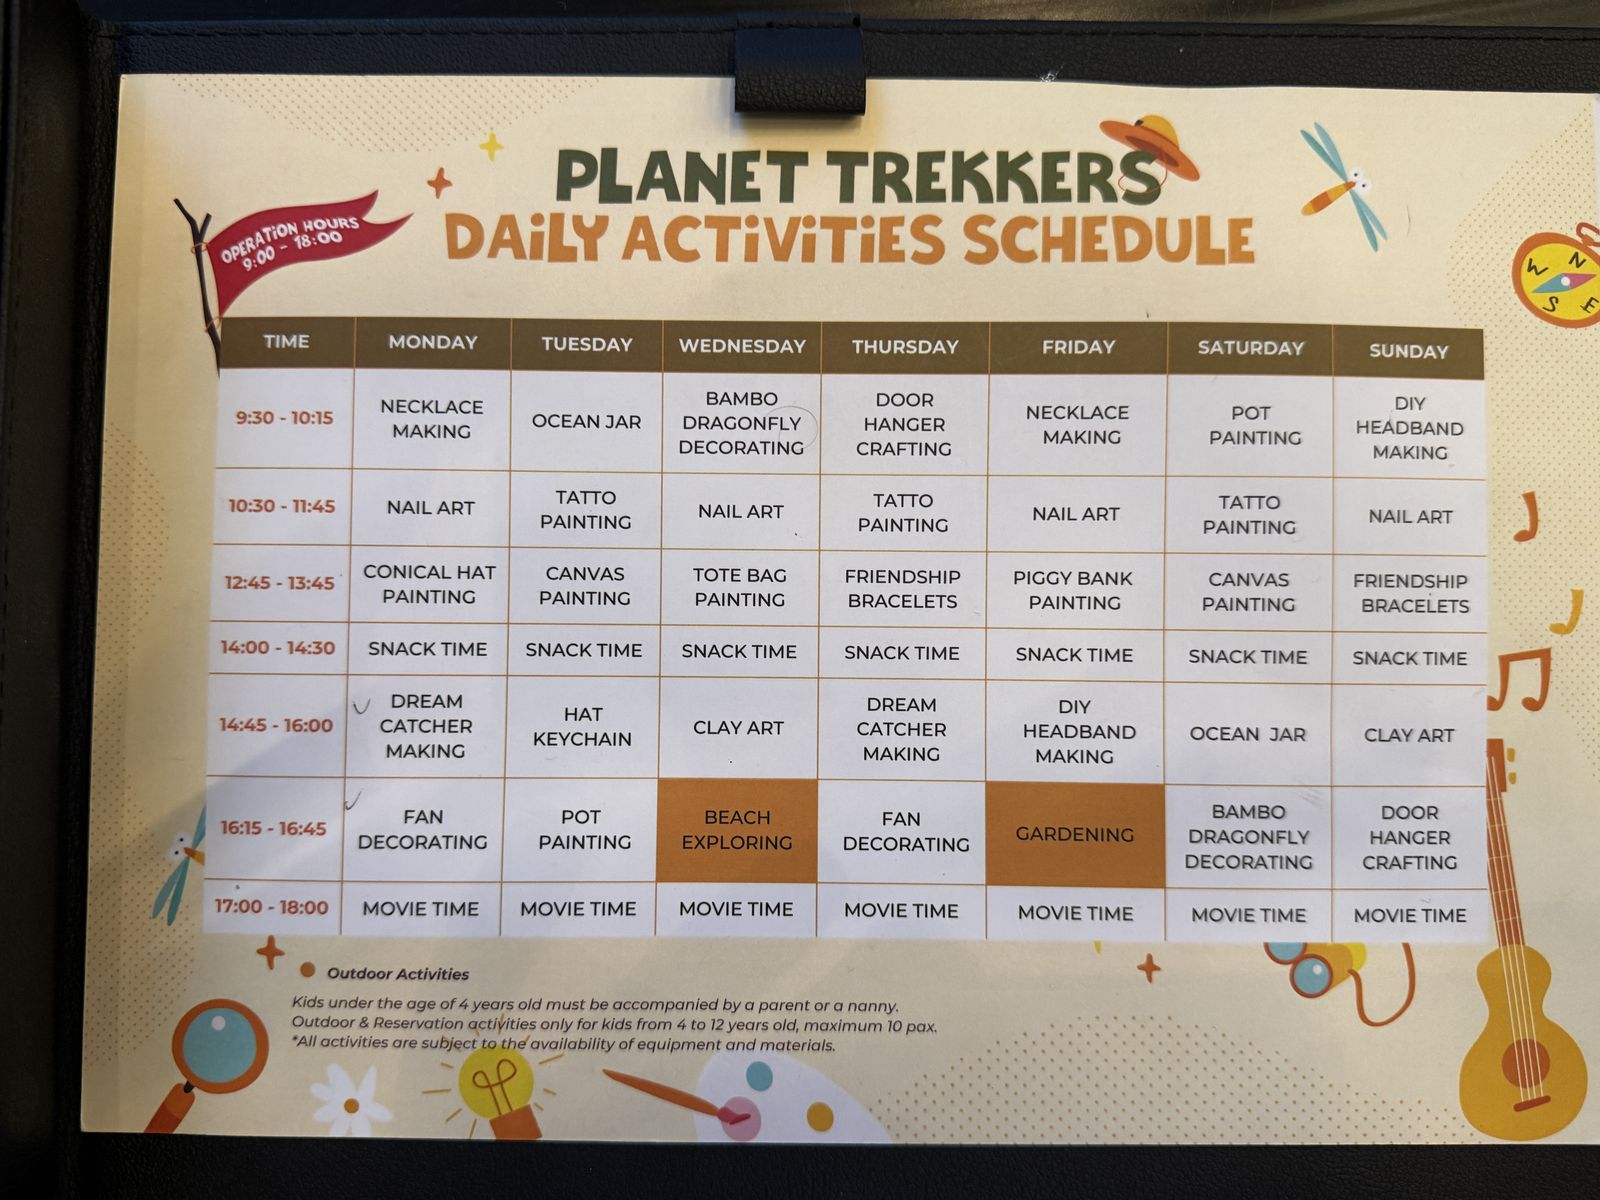 PLANET TREKKERS
DAiLY ACTiViTiES SCHEDULE
OPERATiON HOURS
9:00 - 18:00
W N
S E
TIME MONDAY TUESDAY WEDNESDAY THURSDAY FRIDAY SATURDAY SUNDAY
9:30 - 10:15
NECKLACE
MAKING
OCEAN JAR
BAMBO
DRAGONFLY
DECORATING
DOOR
HANGER
CRAFTING
NECKLACE
MAKING
POT
PAINTING
DIY
HEADBAND
MAKING
10:30 - 11:45
NAIL ART
TATTO
PAINTING
NAIL ART
TATTO
PAINTING
NAIL ART
TATTO
PAINTING
NAIL ART
12:45 - 13:45
CONICAL HAT
PAINTING
CANVAS
PAINTING
TOTE BAG
PAINTING
FRIENDSHIP
BRACELETS
PIGGY BANK
PAINTING
CANVAS
PAINTING
FRIENDSHIP
BRACELETS
14:00 - 14:30
SNACK TIME
SNACK TIME
SNACK TIME
SNACK TIME
SNACK TIME
SNACK TIME
SNACK TIME
14:45 - 16:00
DREAM
CATCHER
MAKING
HAT
KEYCHAIN
CLAY ART
DREAM
CATCHER
MAKING
DIY
HEADBAND
MAKING
OCEAN JAR
CLAY ART
16:15 - 16:45
FAN
DECORATING
POT
PAINTING
BEACH
EXPLORING
FAN
DECORATING
GARDENING
BAMBO
DRAGONFLY
DECORATING
DOOR
HANGER
CRAFTING
17:00 - 18:00
MOVIE TIME
MOVIE TIME
MOVIE TIME
MOVIE TIME
MOVIE TIME
MOVIE TIME
MOVIE TIME
Outdoor Activities
Kids under the age of 4 years old must be accompanied by a parent or a nanny.
Outdoor & Reservation activities only for kids from 4 to 12 years old, maximum 10 pax.
*All activities are subject to the availability of equipment and materials.